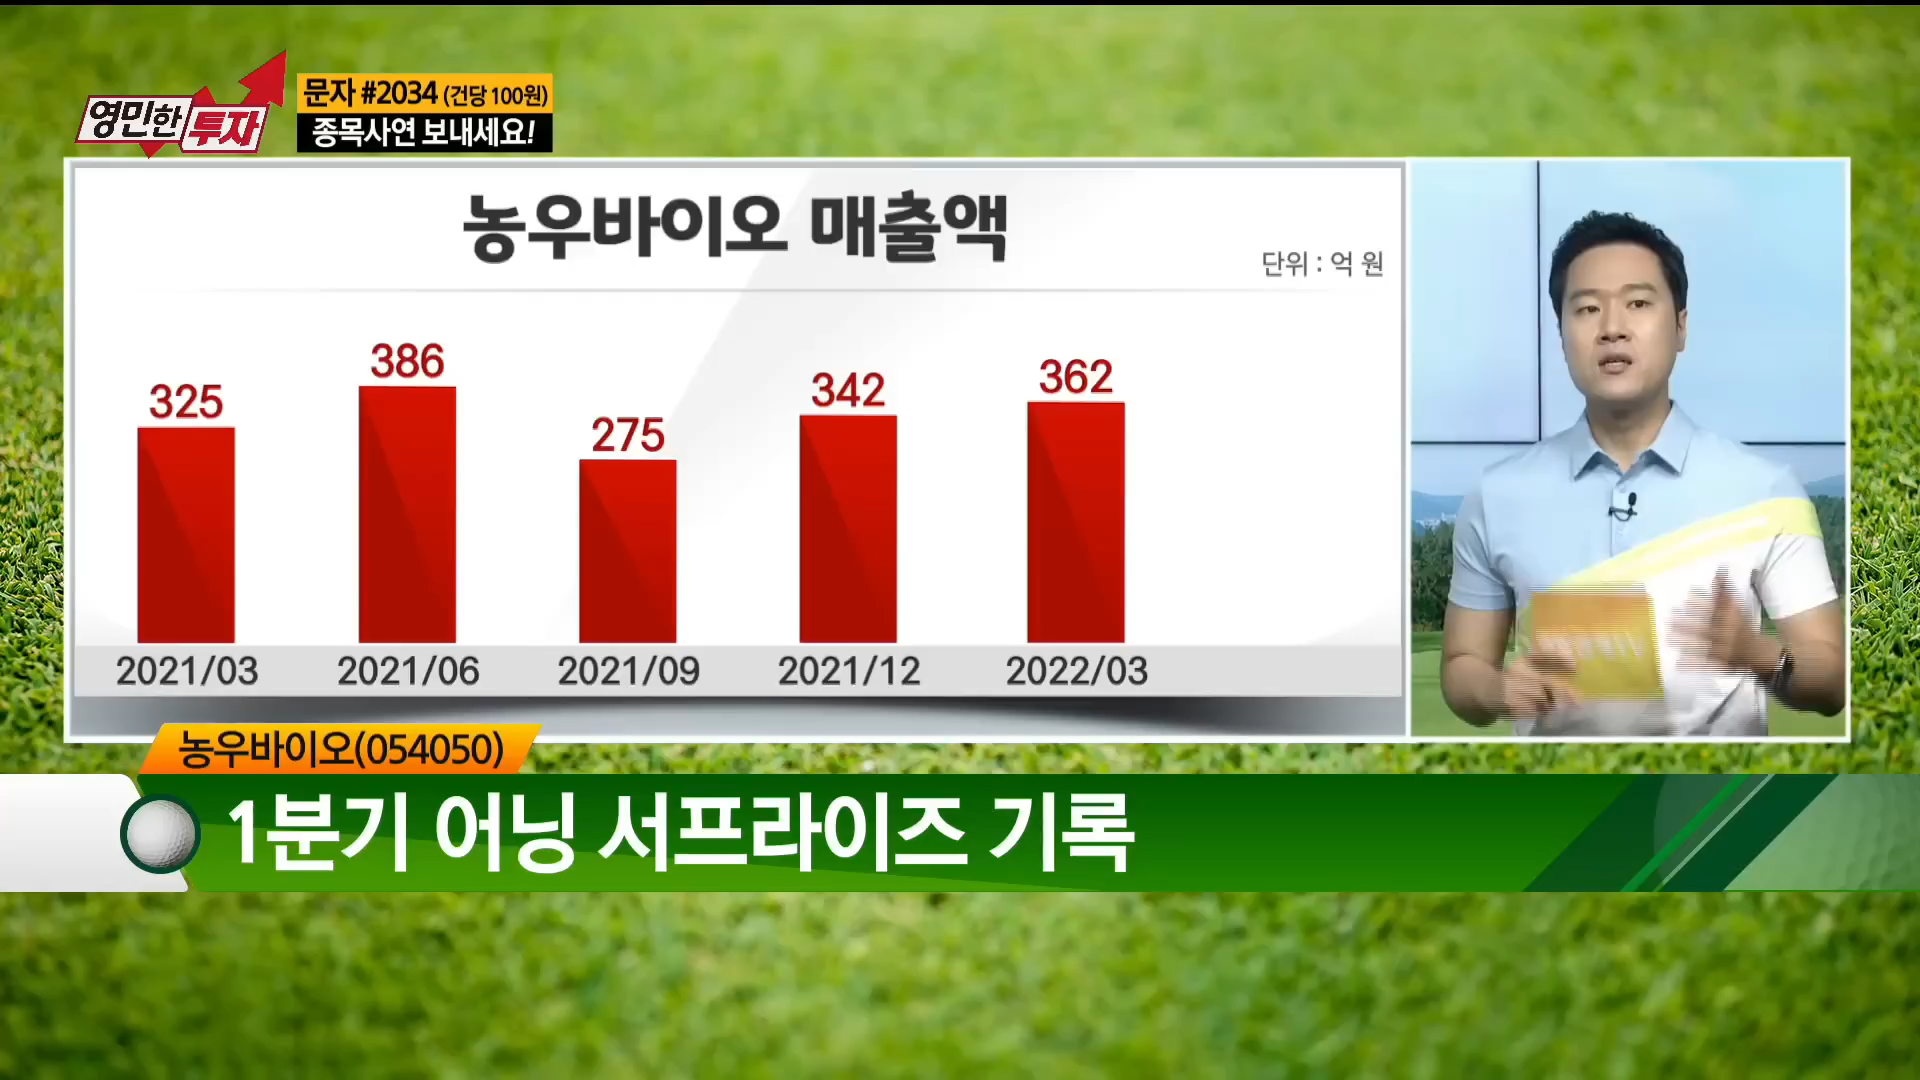 영민한 투자
문자 #2034 (건당 100원)
종목사연 보내세요!
농우바이오 매출액
단위 : 억 원
325
386
275
342
362
2021/03
2021/06
2021/09
2021/12
2022/03
농우바이오(054050)
1분기 어닝 서프라이즈 기록